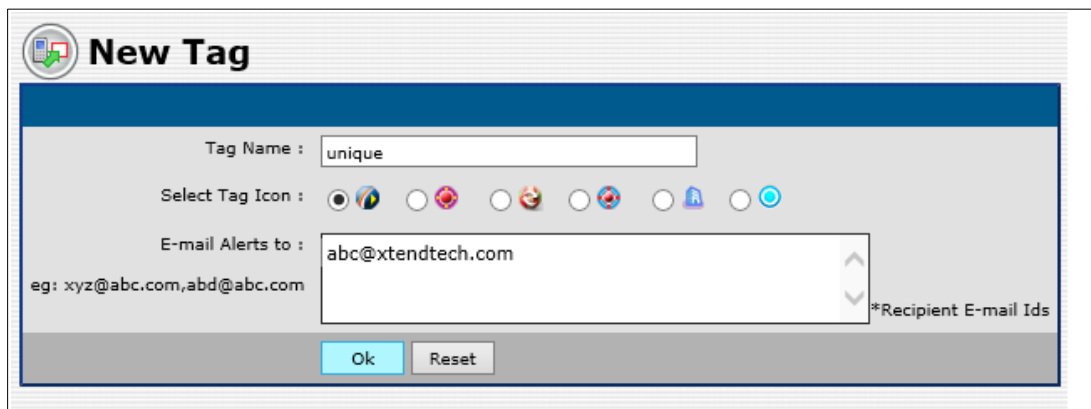 New Tag
Tag Name :
unique
Select Tag Icon :
E-mail Alerts to :
abc@xtendtech.com
eg: xyz@abc.com,abd@abc.com
*Recipient E-mail Ids
Ok
Reset